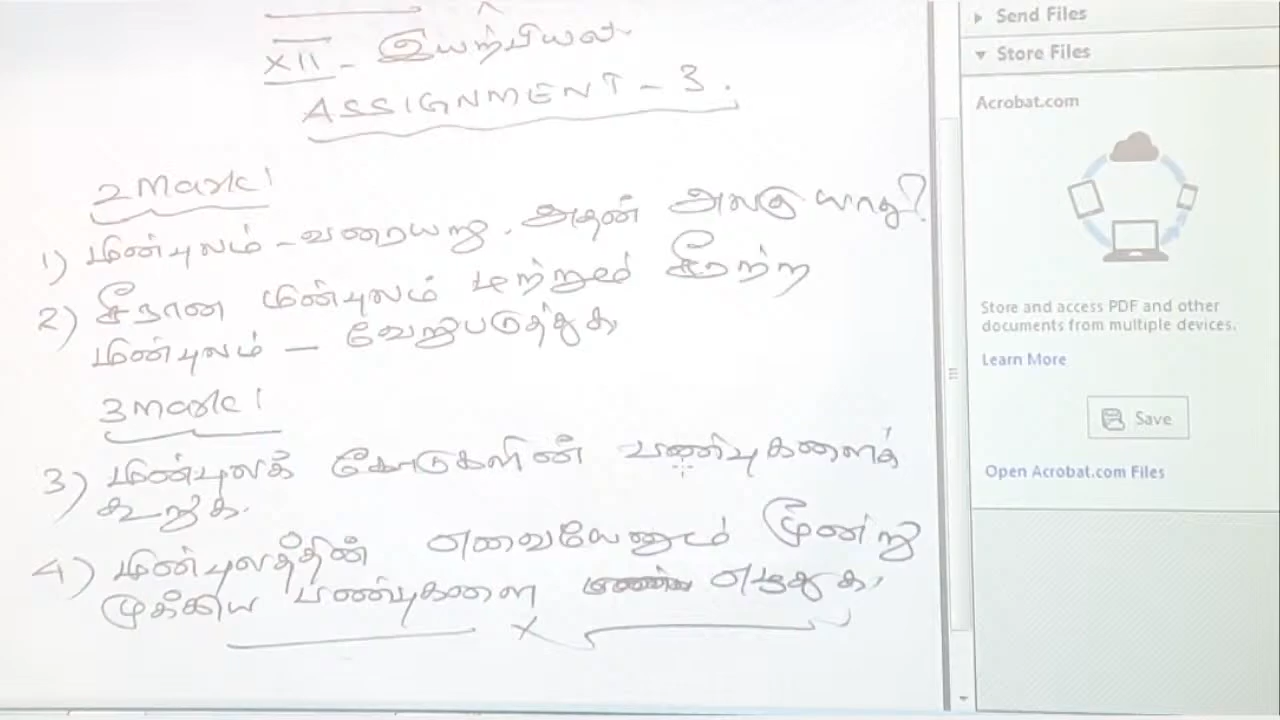 XII - இயற்பியல்
ASSIGNMENT - 3.
2 Mark
1) மின்புலம் - வரையறு. அதன் அலகு யாது?
2) சீரான மின்புலம் மற்றும் சீரற்ற
மின்புலம் - வேறுபடுத்துக.
3 mark
3) மின்புலக் கோடுகளின் பண்புகளைக்
கூறுக.
4) மின்புலத்தின் எவையேனும் மூன்று
முக்கிய பண்புகளை எழுதுக.
Send Files
Store Files
Acrobat.com
Store and access PDF and other
documents from multiple devices.
Learn More
Save
Open Acrobat.com Files